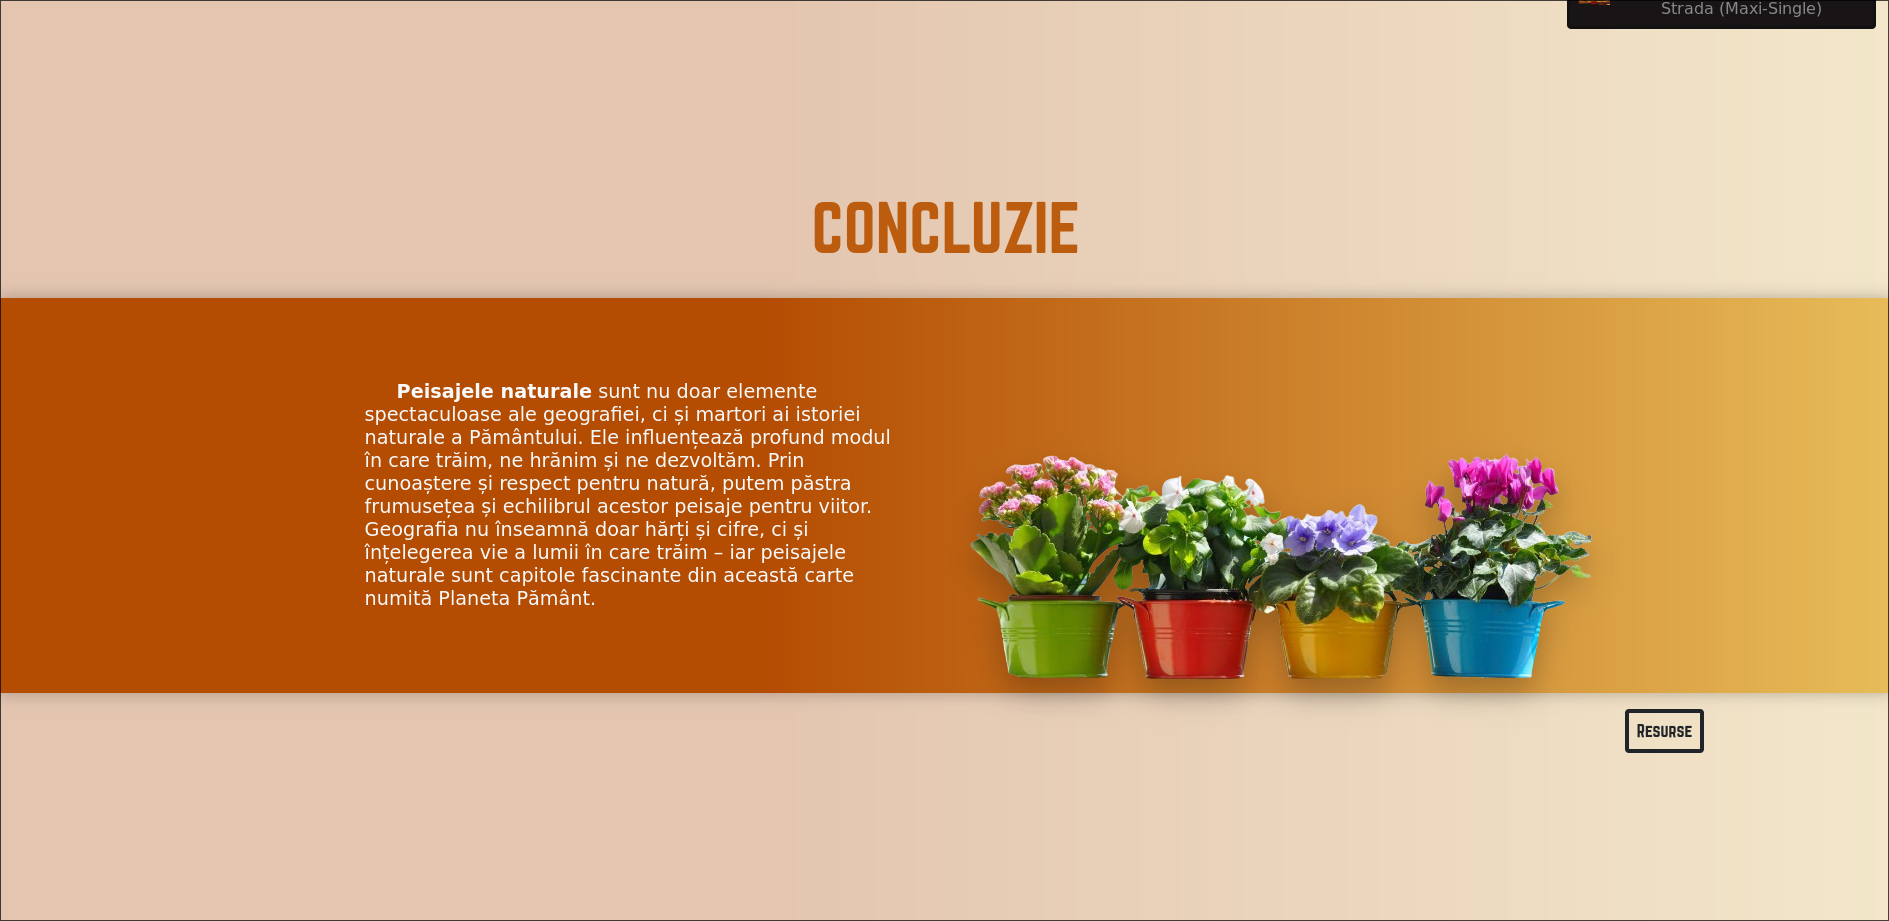 Strada (Maxi-Single)
CONCLUZIE
Peisajele naturale sunt nu doar elemente
spectaculoase ale geografiei, ci și martori ai istoriei
naturale a Pământului. Ele influențează profund modul
în care trăim, ne hrănim și ne dezvoltăm. Prin
cunoaștere și respect pentru natură, putem păstra
frumusețea și echilibrul acestor peisaje pentru viitor.
Geografia nu înseamnă doar hărți și cifre, ci și
înțelegerea vie a lumii în care trăim – iar peisajele
naturale sunt capitole fascinante din această carte
numită Planeta Pământ.
Resurse